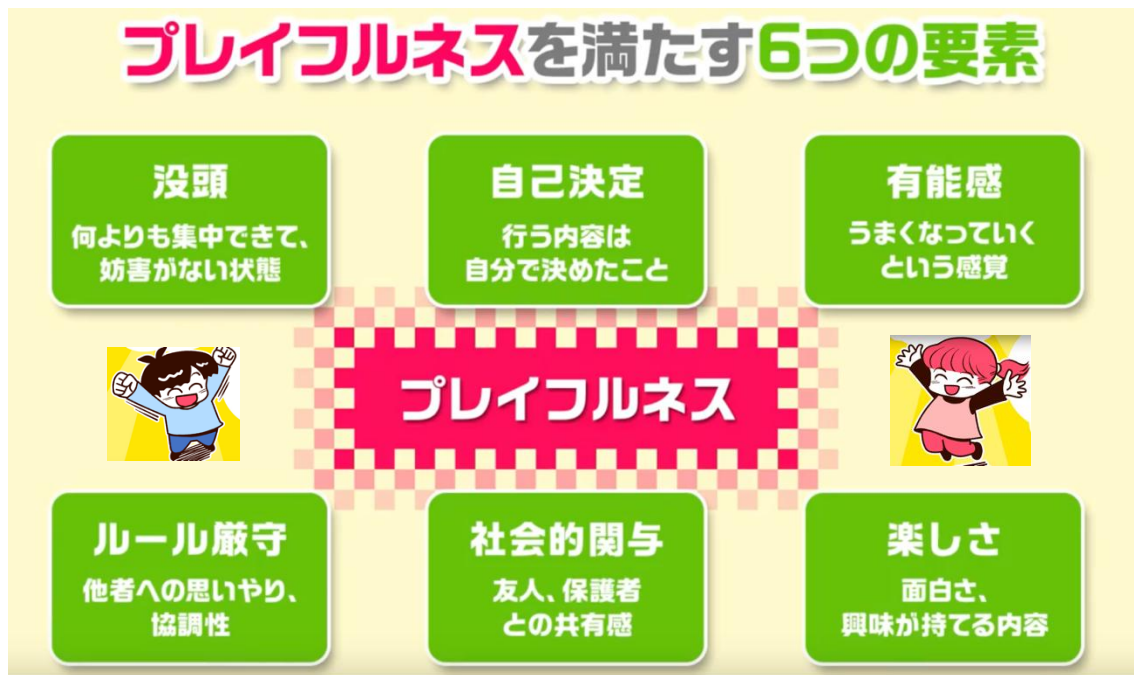 プレイフルネスを満たす6つの要素
没頭
何よりも集中できて、
妨害がない状態
自己決定
行う内容は
自分で決めたこと
有能感
うまくなっていく
という感覚
プレイフルネス
ルール厳守
他者への思いやり、
協調性
社会的関与
友人、保護者
との共有感
楽しさ
面白さ、
興味が持てる内容